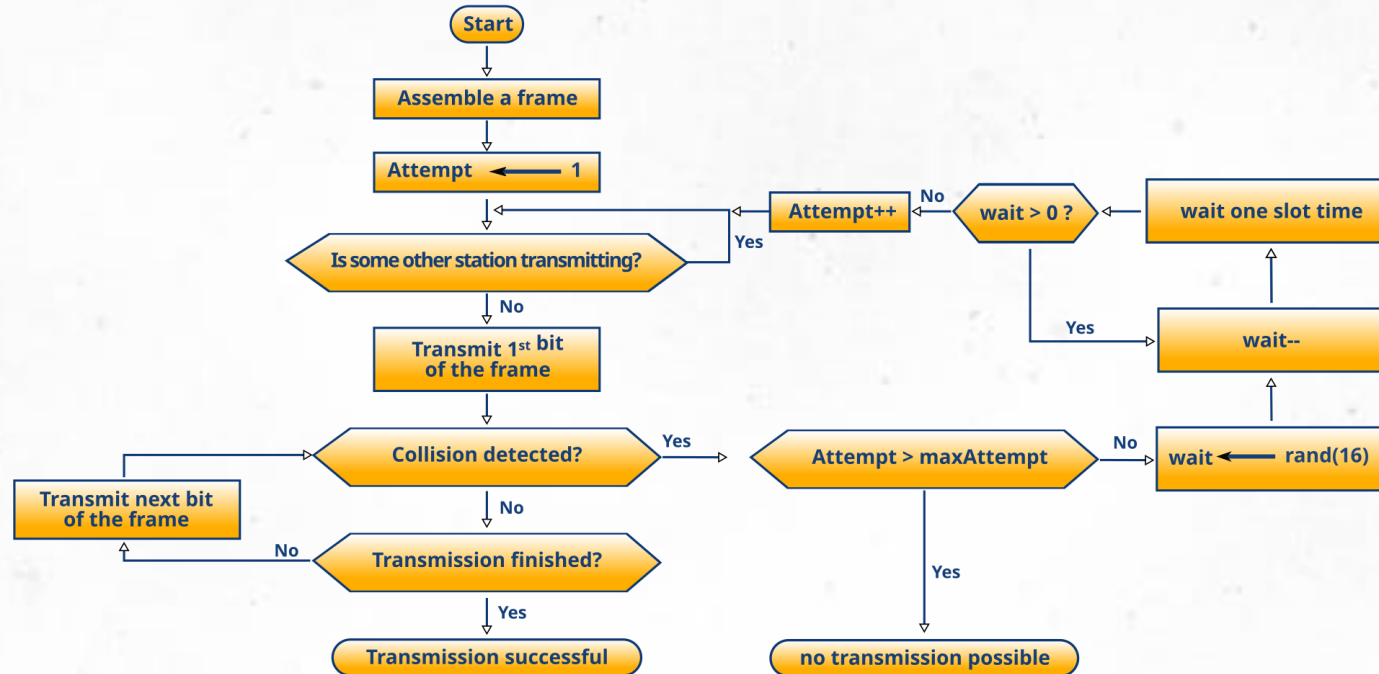 Start
Assemble a frame
Attempt 1
Is some other station transmitting?
Yes
No
Transmit 1st bit
of the frame
Collision detected?
Yes
No
Transmit next bit
of the frame
No
Transmission finished?
Yes
Transmission successful
Attempt > maxAttempt
No
Yes
no transmission possible
wait rand(16)
wait--
wait one slot time
wait > 0 ?
Yes
No
Attempt++